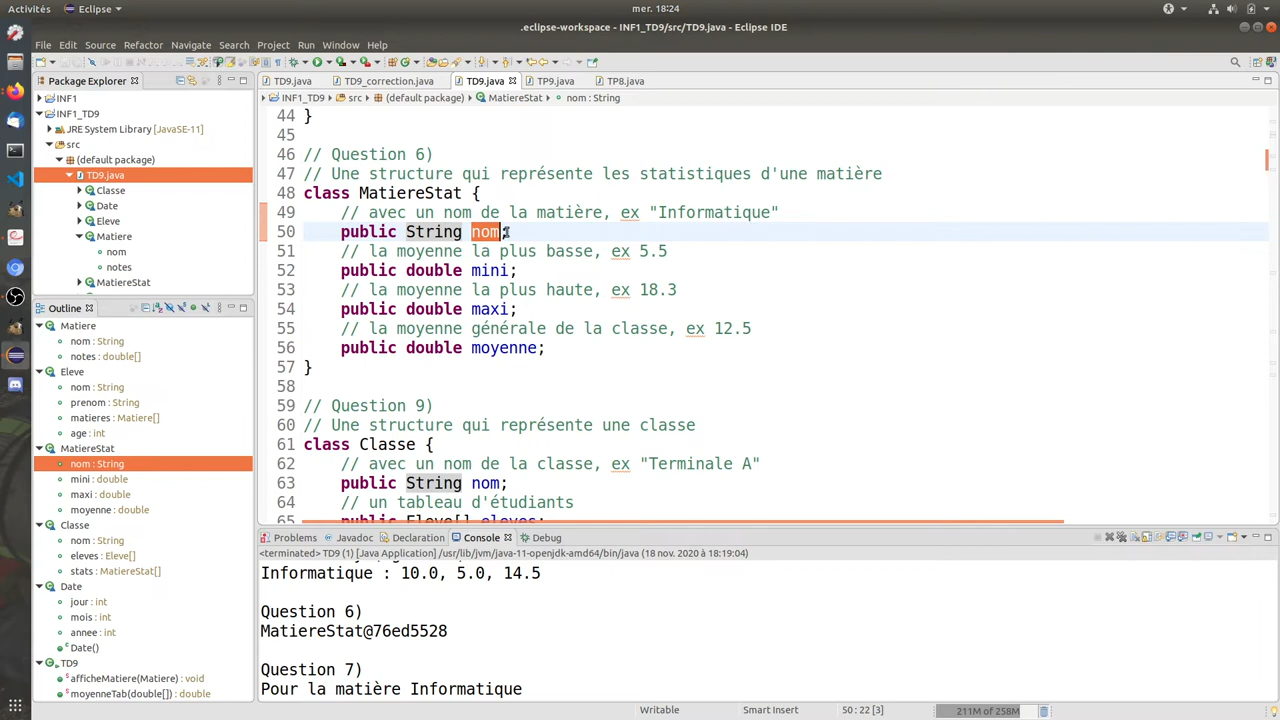 Activités
Eclipse
mer. 18:24
.eclipse-workspace - INF1_TD9/src/TD9.java - Eclipse IDE
File Edit Source Refactor Navigate Search Project Run Window Help
Package Explorer
INF1
INF1_TD9
JRE System Library [JavaSE-11]
src
(default package)
TD9.java
Classe
Date
Eleve
Matiere
nom
notes
MatiereStat
Outline
Matiere
nom : String
notes : double[]
Eleve
nom : String
prenom : String
matieres : Matiere[]
age : int
MatiereStat
nom : String
mini : double
maxi : double
moyenne : double
Classe
nom : String
eleves : Eleve[]
stats : MatiereStat[]
Date
jour : int
mois : int
annee : int
Date()
TD9
afficheMatiere(Matiere) : void
moyenneTab(double[]) : double
TD9.java TD9_correction.java TD9.java TP9.java TP8.java
INF1_TD9 src (default package) MatiereStat nom : String
44 }
45
46 // Question 6)
47 // Une structure qui représente les statistiques d'une matière
48 class MatiereStat {
49 // avec un nom de la matière, ex "Informatique"
50 public String nom;
51 // la moyenne la plus basse, ex 5.5
52 public double mini;
53 // la moyenne la plus haute, ex 18.3
54 public double maxi;
55 // la moyenne générale de la classe, ex 12.5
56 public double moyenne;
57 }
58
59 // Question 9)
60 // Une structure qui représente une classe
61 class Classe {
62 // avec un nom de la classe, ex "Terminale A"
63 public String nom;
64 // un tableau d'étudiants
65 public Eleve[] eleves;
Problems Javadoc Declaration Console Debug
<terminated> TD9 (1) [Java Application] /usr/lib/jvm/java-11-openjdk-amd64/bin/java (18 nov. 2020 à 18:19:04)
Informatique : 10.0, 5.0, 14.5
Question 6)
MatiereStat@76ed5528
Question 7)
Pour la matière Informatique
Writable
Smart Insert
50 : 22 [3]
211M of 258M